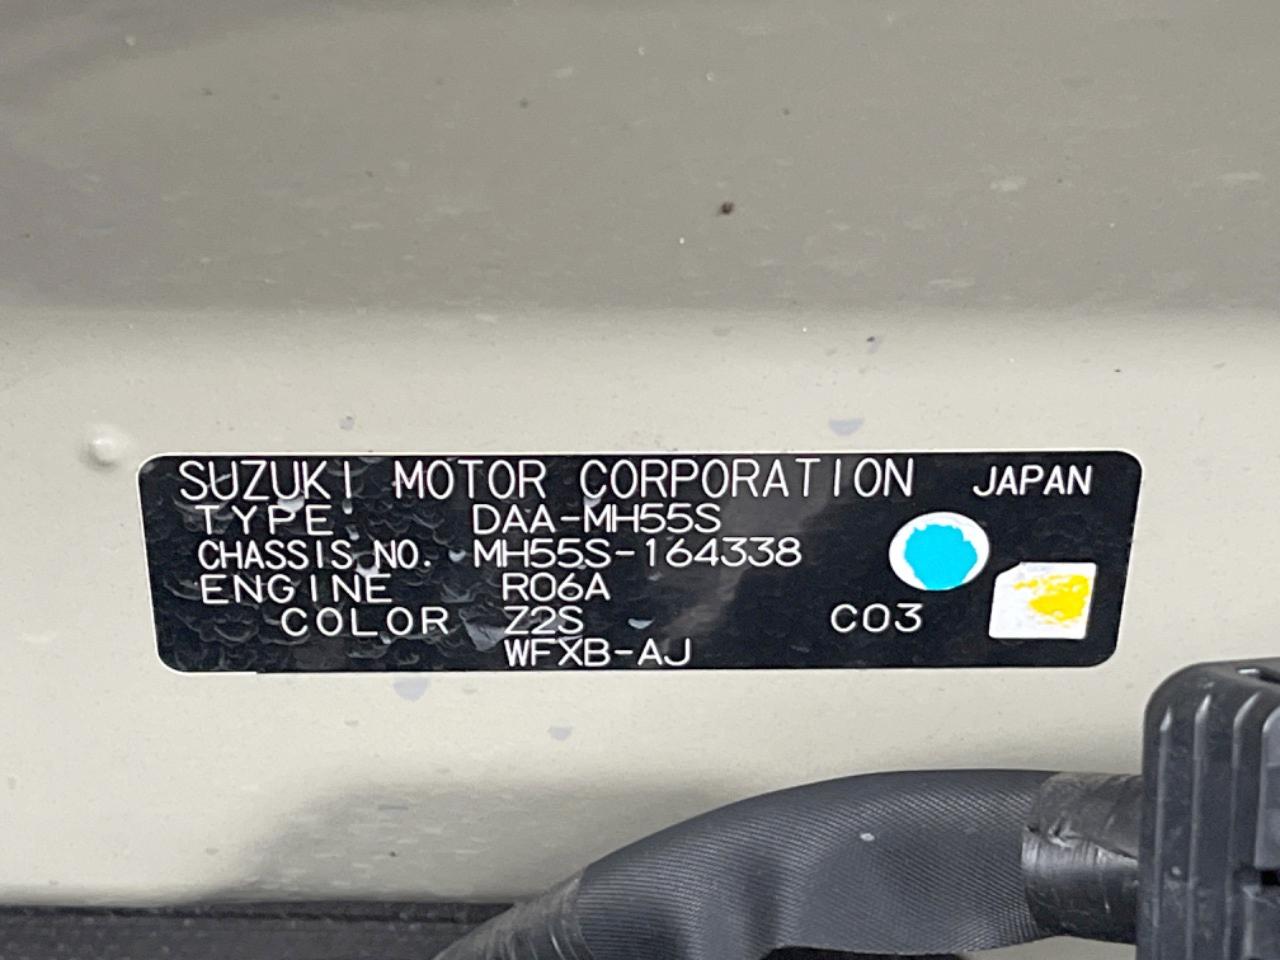 SUZUKI MOTOR CORPORATION JAPAN
TYPE DAA-MH55S
CHASSIS NO. MH55S-164338
ENGINE R06A
COLOR Z2S C03
WFXB-AJ